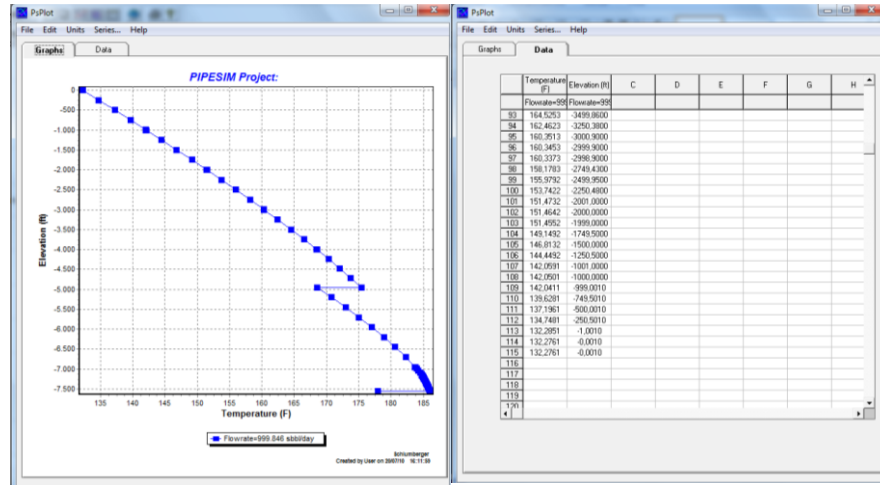 PsPlot
File Edit Units Series... Help
Graphs Data
PIPESIM Project:
0
-500
-1.000
-1.500
-2.000
-2.500
-3.000
-3.500
-4.000
-4.500
-5.000
-5.500
-6.000
-6.500
-7.000
-7.500
Elevation (ft)
135 140 145 150 155 160 165 170 175 180 185
Temperature (F)
Flowrate=999.846 sbbl/day
Schlumberger
PsPlot
File Edit Units Series... Help
Graphs Data
Temperature (F) Elevation (ft) C D E F G H
Flowrate=999 Flowrate=999
93 164,5253 -3499,8600
94 162,4623 -3250,3800
95 160,3513 -3000,9000
96 160,3453 -2999,9000
97 160,3373 -2998,9000
98 158,1783 -2749,4300
99 155,9792 -2499,9500
100 153,7422 -2250,4800
101 151,4732 -2001,0000
102 151,4642 -2000,0000
103 151,4552 -1999,0000
104 149,1492 -1749,5000
105 146,8132 -1500,0000
106 144,4492 -1250,5000
107 142,0591 -1001,0000
108 142,0501 -1000,0000
109 142,0411 -999,0010
110 139,6281 -749,5010
111 137,1961 -500,0010
112 134,7481 -250,5010
113 132,2851 -1,0010
114 132,2761 -0,0010
115 132,2761 -0,0010
116
117
118
119
120